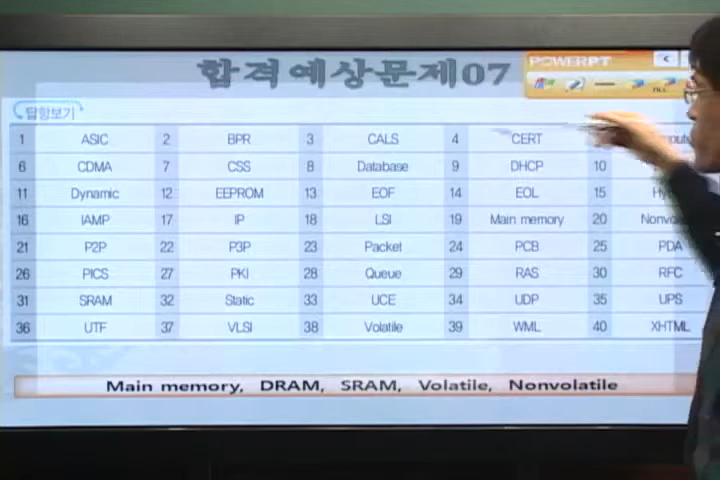 합격예상문제07
POWERPT
답항보기
1 ASIC 2 BPR 3 CALS 4 CERT
6 CDMA 7 CSS 8 Database 9 DHCP 10
11 Dynamic 12 EEPROM 13 EOF 14 EOL 15
16 IAMP 17 IP 18 LSI 19 Main memory 20
21 P2P 22 P3P 23 Packet 24 PCB 25 PDA
26 PICS 27 PKI 28 Queue 29 RAS 30 RFC
31 SRAM 32 Static 33 UCE 34 UDP 35 UPS
36 UTF 37 VLSI 38 Volatile 39 WML 40 XHTML
Main memory, DRAM, SRAM, Volatile, Nonvolatile